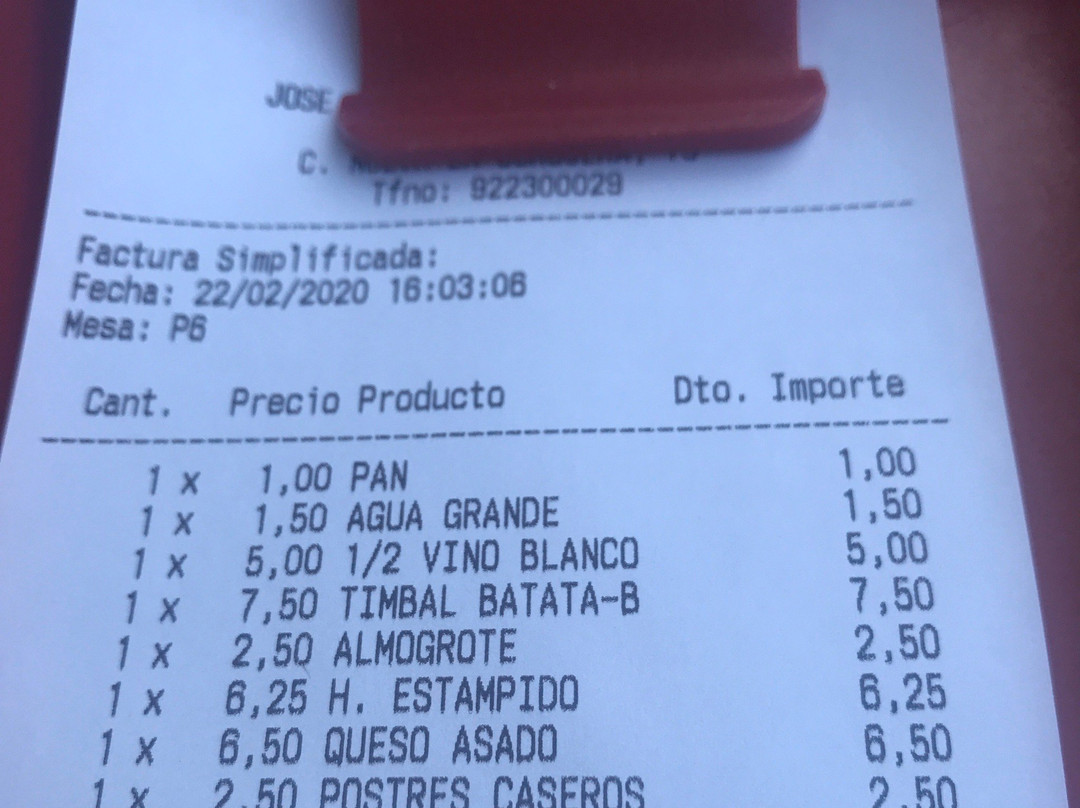 JOSE
C.
Tfno: 922300029
Factura Simplificada:
Fecha: 22/02/2020 16:03:06
Mesa: P6
Cant. Precio Producto Dto. Importe
1 x 1,00 PAN 1,00
1 x 1,50 AGUA GRANDE 1,50
1 x 5,00 1/2 VINO BLANCO 5,00
1 x 7,50 TIMBAL BATATA-B 7,50
1 x 2,50 ALMOGROTE 2,50
1 x 6,25 H. ESTAMPIDO 6,25
1 x 6,50 QUESO ASADO 6,50
1 x 2,50 POSTRES CASEROS 2,50